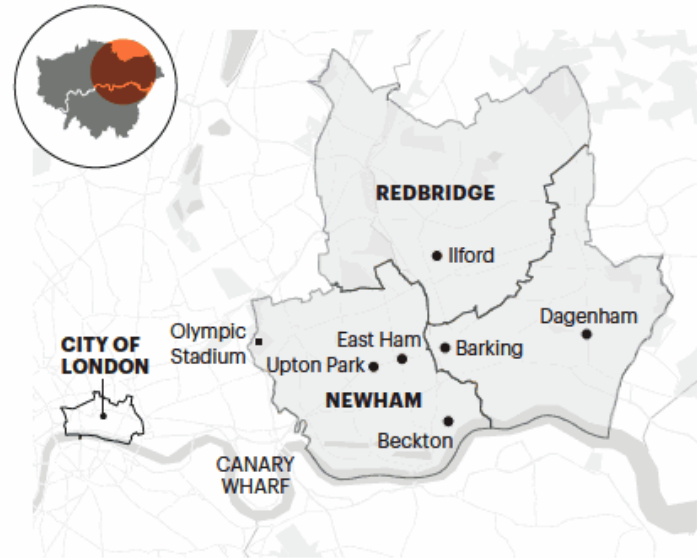 REDBRIDGE
Ilford
Dagenham
Olympic
Stadium
East Ham
Barking
CITY OF
LONDON
Upton Park
NEWHAM
Beckton
CANARY
WHARF